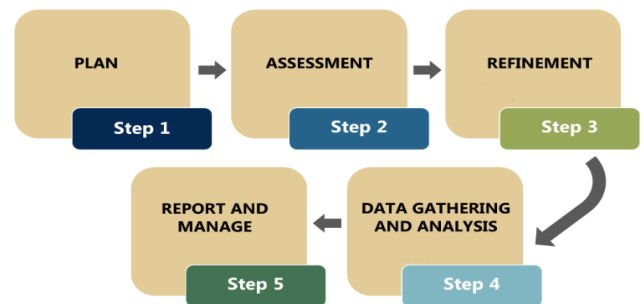 PLAN
Step 1
ASSESSMENT
Step 2
REFINEMENT
Step 3
DATA GATHERING
AND ANALYSIS
Step 4
REPORT AND
MANAGE
Step 5